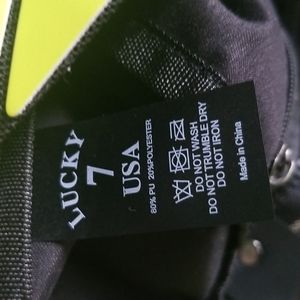 LUCKY
7
USA
80% PU 20%POLYESTER
DO NOT WASH
DO NOT TRUMBLE DRY
DO NOT IRON
Made in China